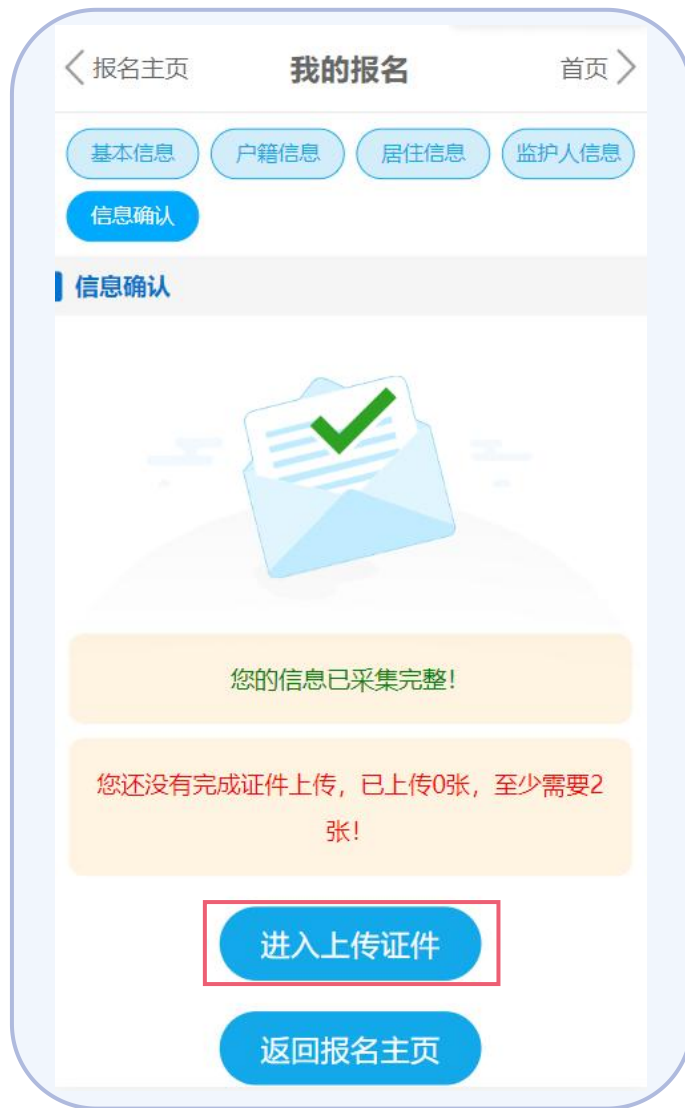 报名主页 我的报名 首页
基本信息 户籍信息 居住信息 监护人信息
信息确认
信息确认
您的信息已采集完整！
您还没有完成证件上传，已上传0张，至少需要2
张！
进入上传证件
返回报名主页